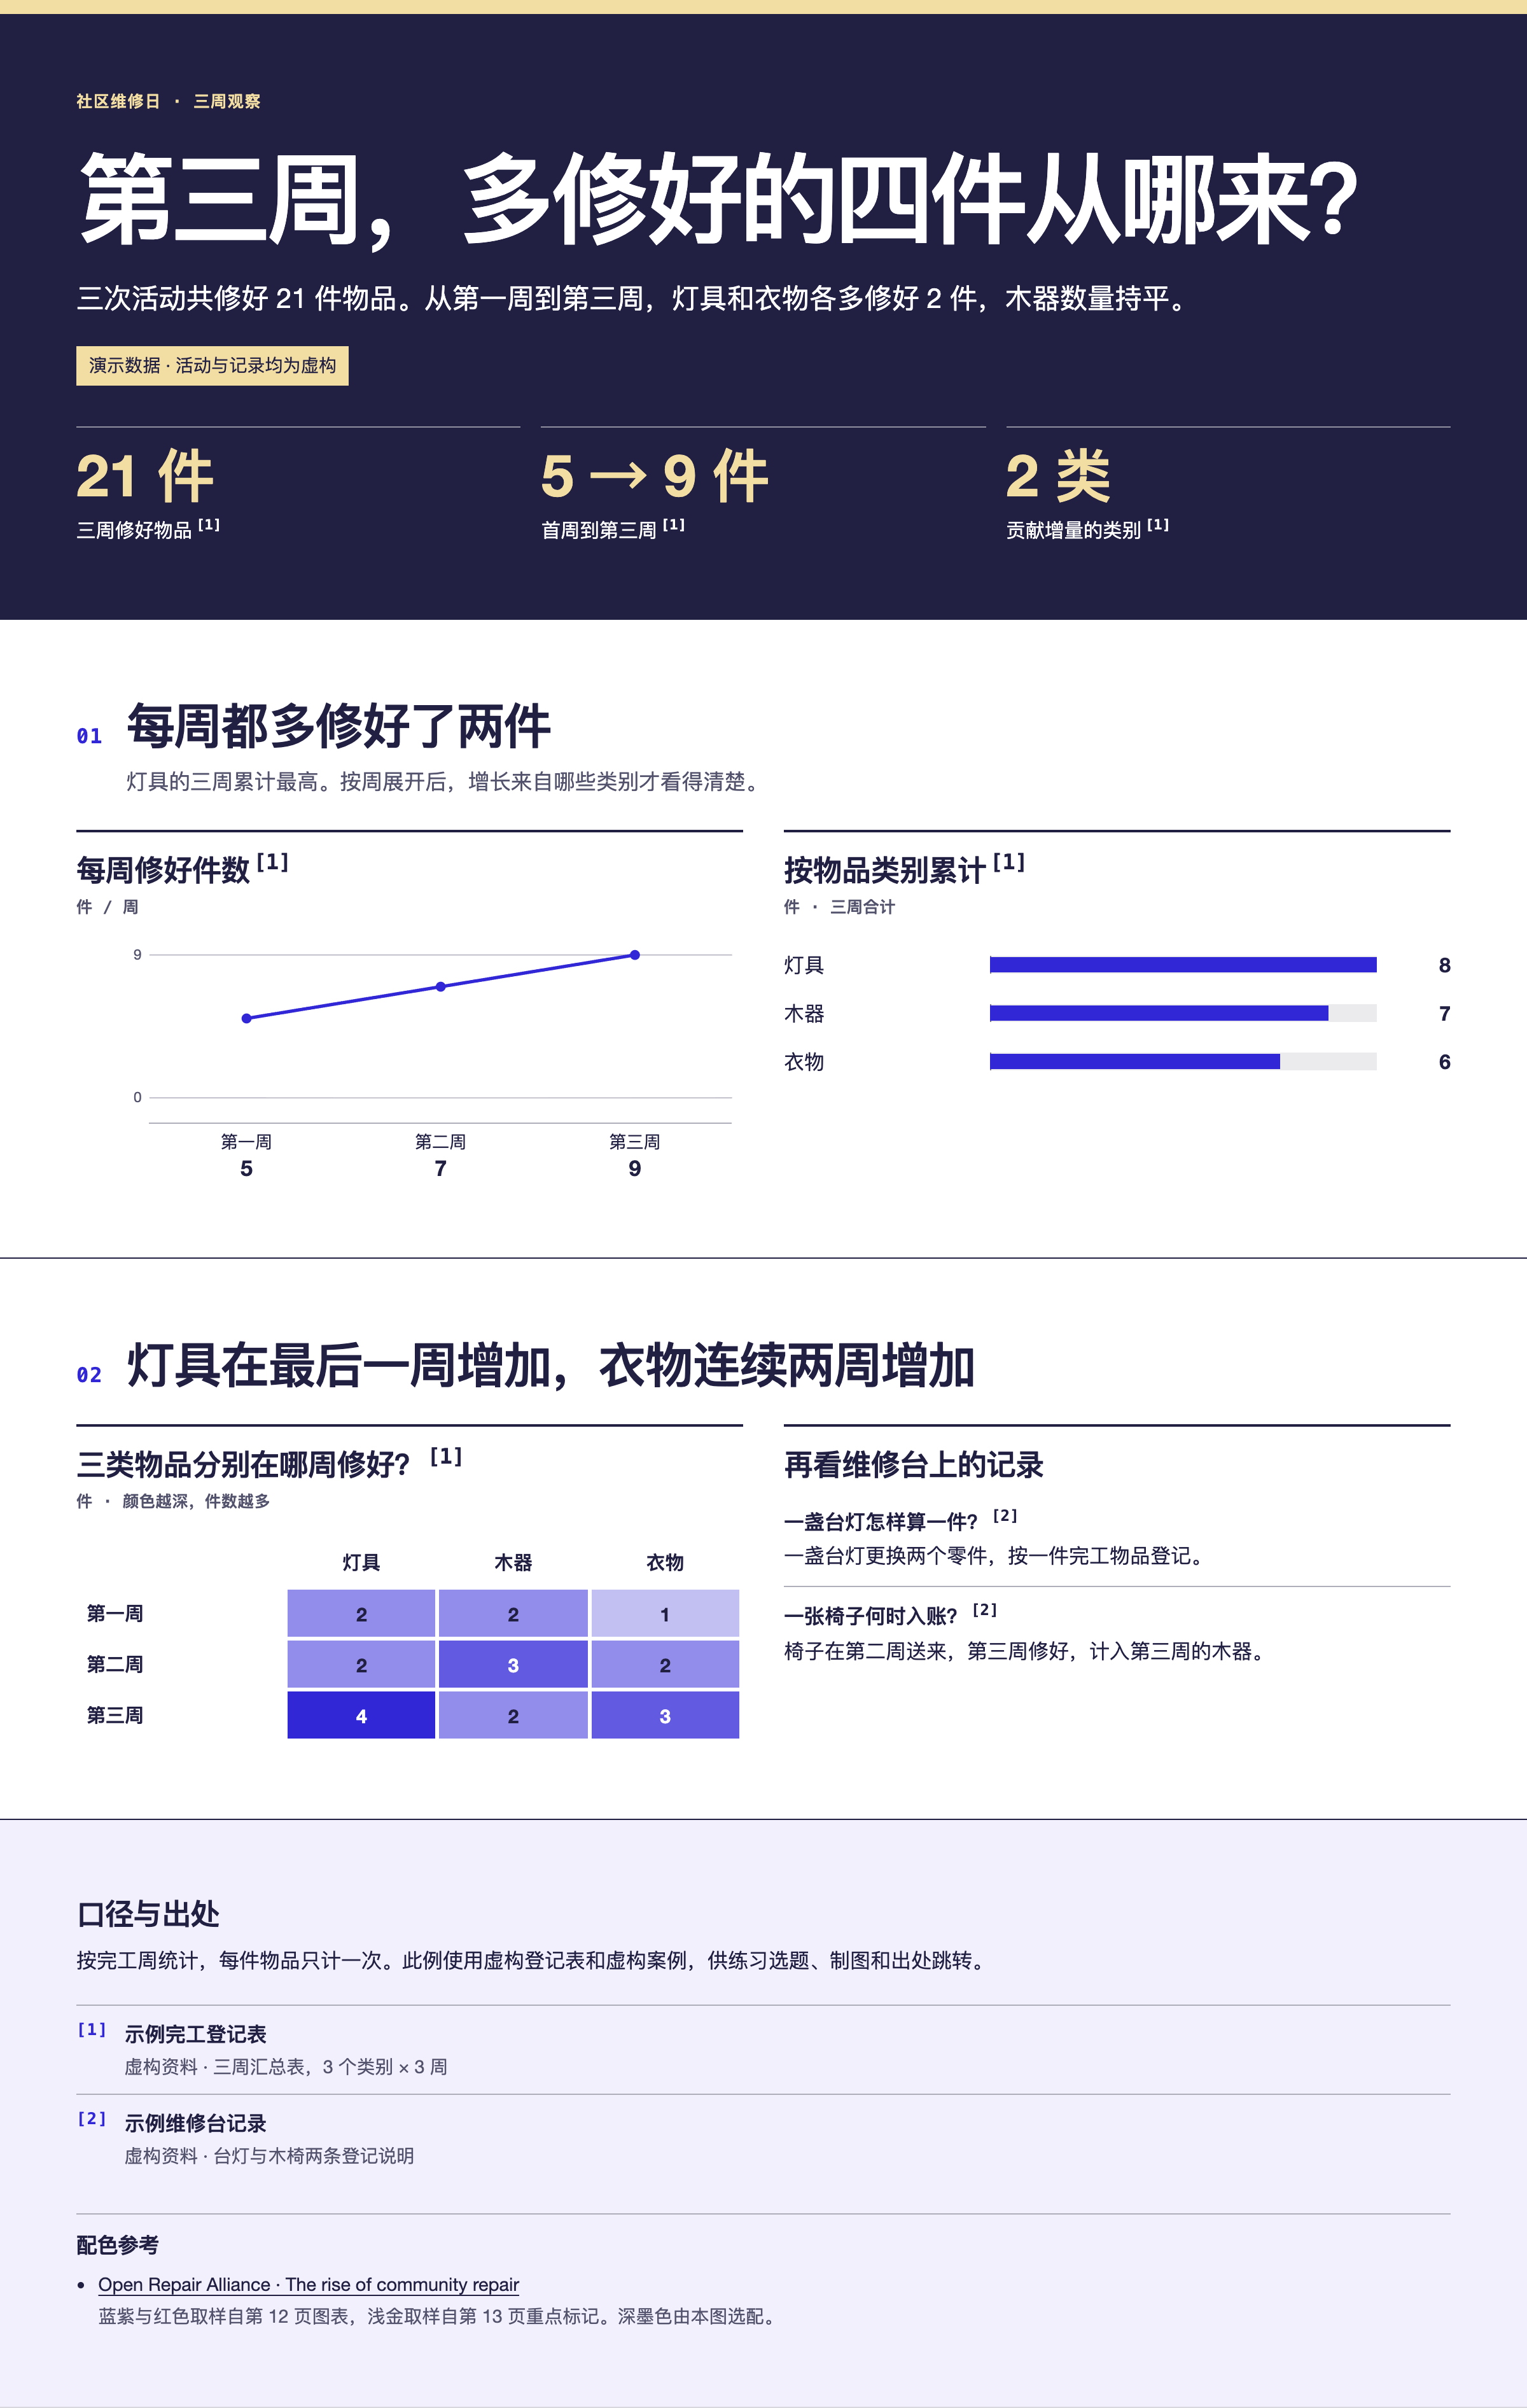 社区维修日 · 三周观察
第三周，多修好的四件从哪来？
三次活动共修好 21 件物品。从第一周到第三周，灯具和衣物各多修好 2 件，木器数量持平。
演示数据 · 活动与记录均为虚构
21 件
三周修好物品 [1]
5 → 9 件
首周到第三周 [1]
2 类
贡献增量的类别 [1]
01 每周都多修好了两件
灯具的三周累计最高。按周展开后，增长来自哪些类别才看得清楚。
每周修好件数 [1]
件 / 周
9
0
第一周 第二周 第三周
5 7 9
按物品类别累计 [1]
件 · 三周合计
灯具 8
木器 7
衣物 6
02 灯具在最后一周增加，衣物连续两周增加
三类物品分别在哪周修好？ [1]
件 · 颜色越深，件数越多
灯具 木器 衣物
第一周 2 2 1
第二周 2 3 2
第三周 4 2 3
再看维修台上的记录
一盏台灯怎样算一件？ [2]
一盏台灯更换两个零件，按一件完工物品登记。
一张椅子何时入账？ [2]
椅子在第二周送来，第三周修好，计入第三周的木器。
口径与出处
按完工周统计，每件物品只计一次。此例使用虚构登记表和虚构案例，供练习选题、制图和出处跳转。
[1] 示例完工登记表
虚构资料 · 三周汇总表，3 个类别 × 3 周
[2] 示例维修台记录
虚构资料 · 台灯与木椅两条登记说明
配色参考
• Open Repair Alliance · The rise of community repair
蓝紫与红色取样自第 12 页图表，浅金取样自第 13 页重点标记。深墨色由本图选配。